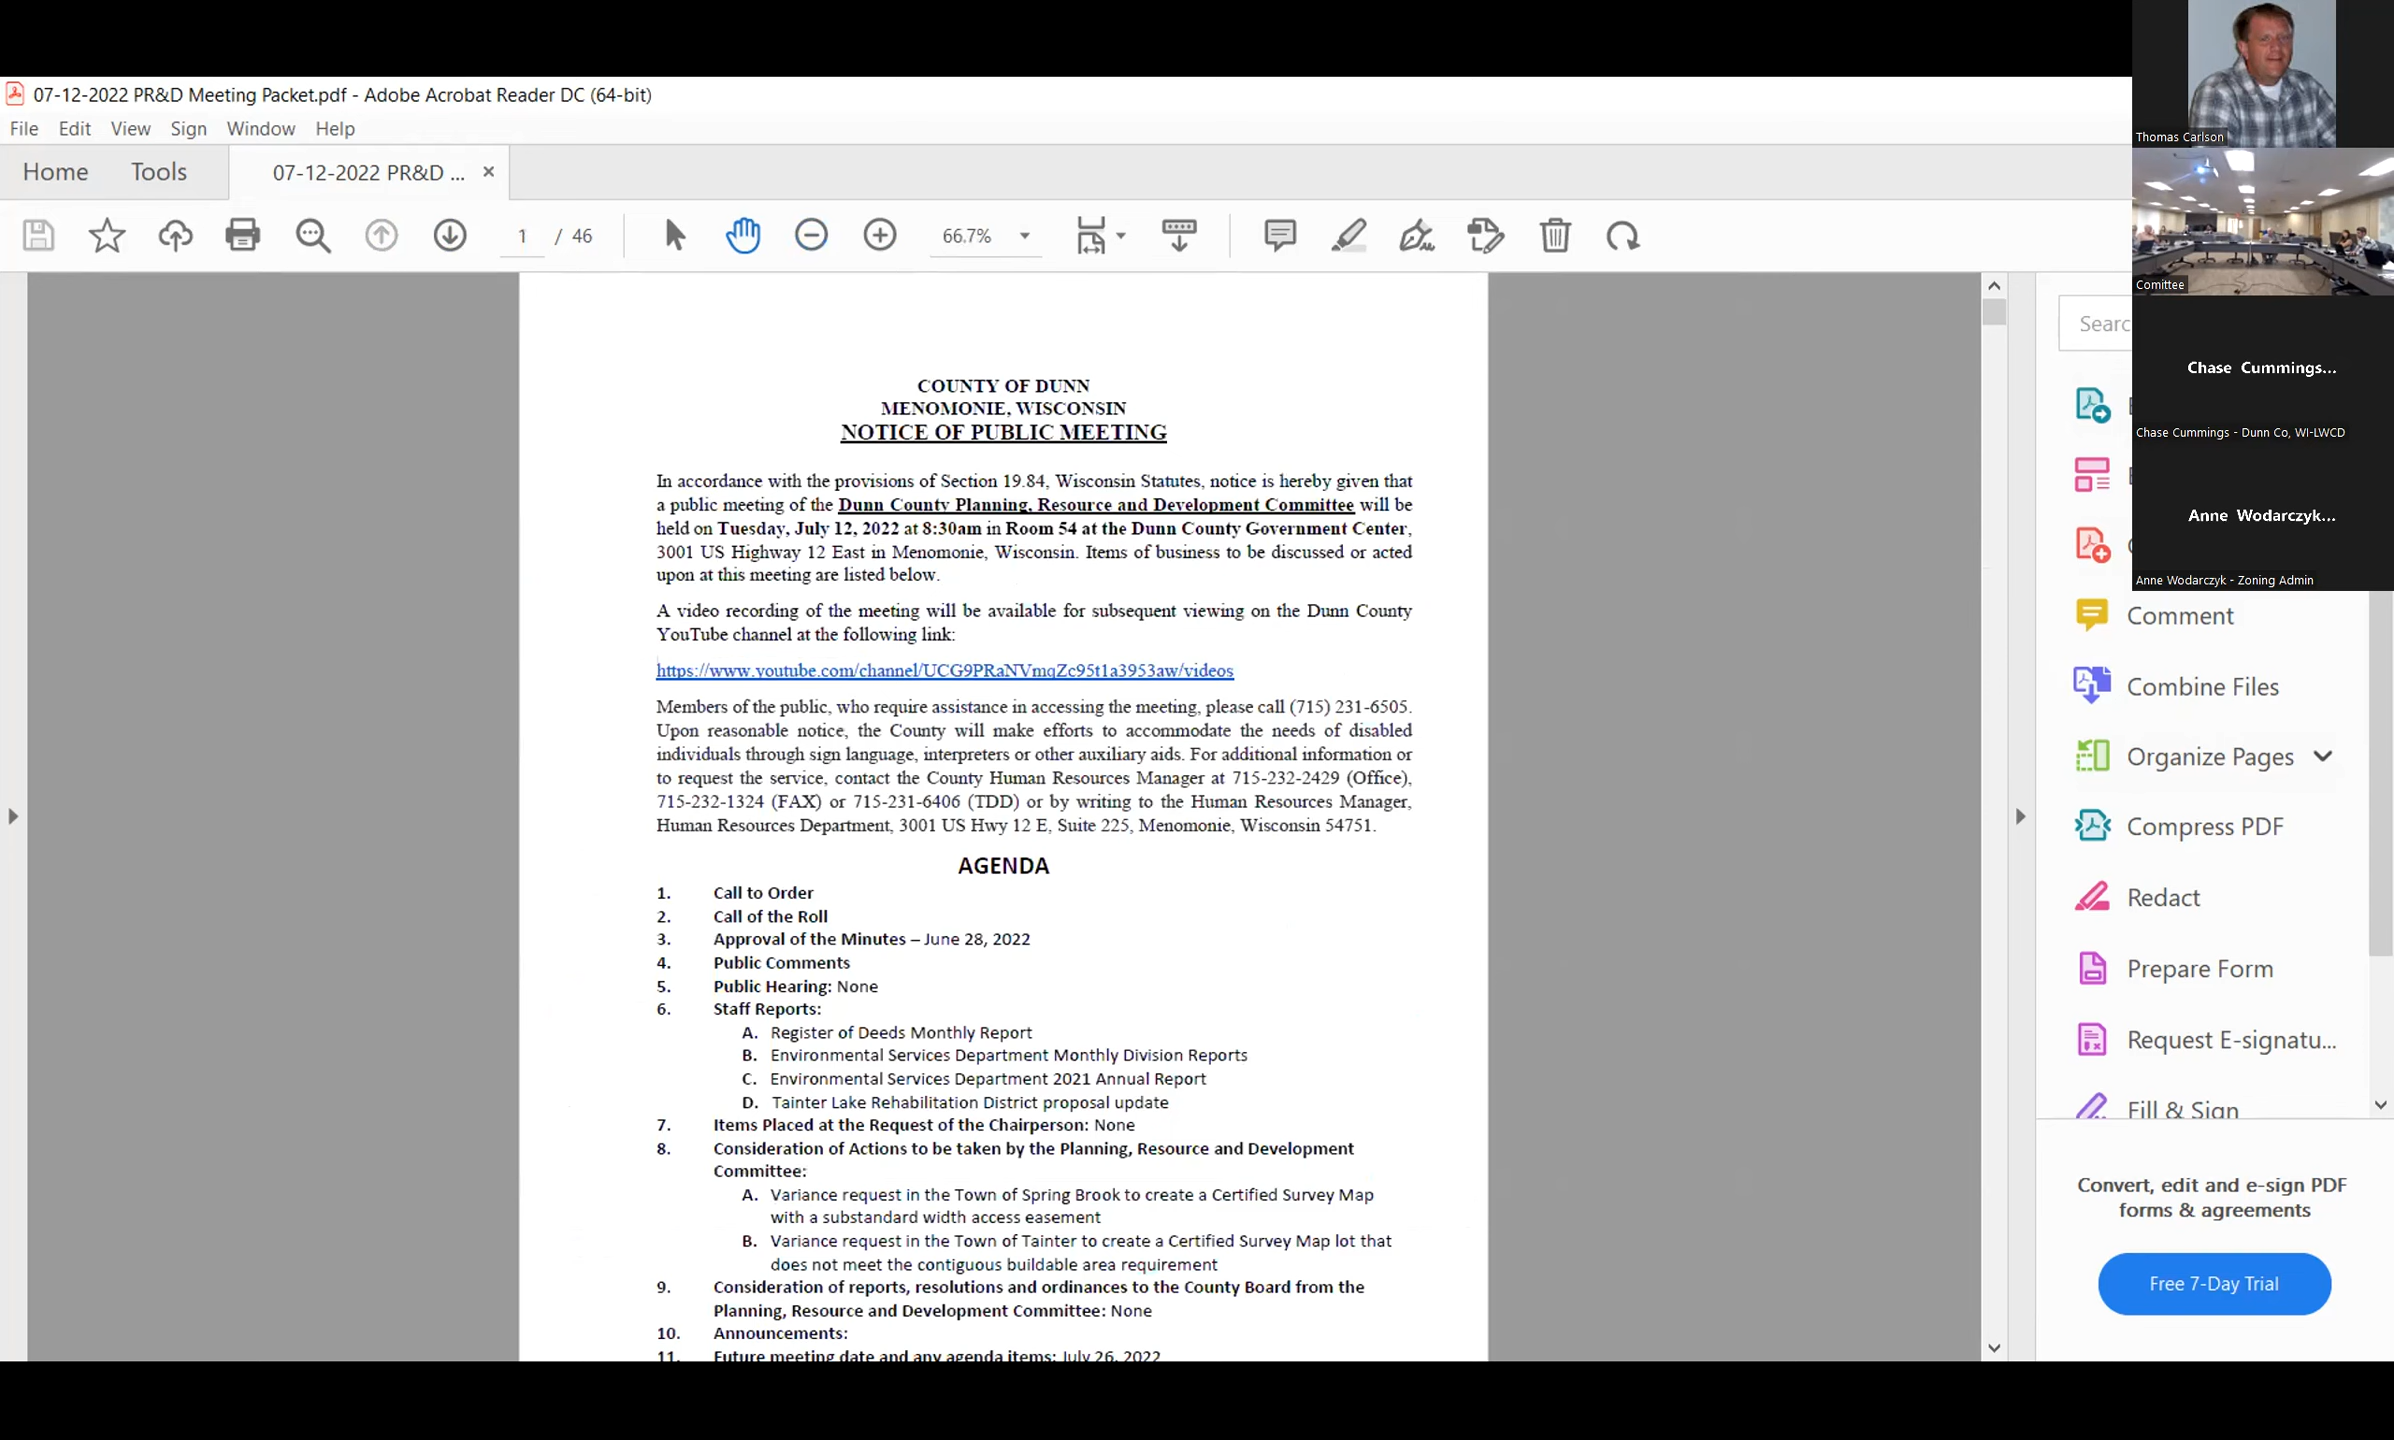 07-12-2022 PR&D Meeting Packet.pdf - Adobe Acrobat Reader DC (64-bit)
File Edit View Sign Window Help
Home Tools 07-12-2022 PR&D ...
1 / 46 66.7%
COUNTY OF DUNN
MENOMONIE, WISCONSIN
NOTICE OF PUBLIC MEETING
In accordance with the provisions of Section 19.84, Wisconsin Statutes, notice is hereby given that
a public meeting of the Dunn County Planning, Resource and Development Committee will be
held on Tuesday, July 12, 2022 at 8:30am in Room 54 at the Dunn County Government Center,
3001 US Highway 12 East in Menomonie, Wisconsin. Items of business to be discussed or acted
upon at this meeting are listed below.
A video recording of the meeting will be available for subsequent viewing on the Dunn County
YouTube channel at the following link:
https://www.youtube.com/channel/UCG9PRaNVmqZc95t1a3953aw/videos
Members of the public, who require assistance in accessing the meeting, please call (715) 231-6505.
Upon reasonable notice, the County will make efforts to accommodate the needs of disabled
individuals through sign language, interpreters or other auxiliary aids. For additional information or
to request the service, contact the County Human Resources Manager at 715-232-2429 (Office),
715-232-1324 (FAX) or 715-231-6406 (TDD) or by writing to the Human Resources Manager,
Human Resources Department, 3001 US Hwy 12 E, Suite 225, Menomonie, Wisconsin 54751.
AGENDA
1. Call to Order
2. Call of the Roll
3. Approval of the Minutes – June 28, 2022
4. Public Comments
5. Public Hearing: None
6. Staff Reports:
A. Register of Deeds Monthly Report
B. Environmental Services Department Monthly Division Reports
C. Environmental Services Department 2021 Annual Report
D. Tainter Lake Rehabilitation District proposal update
7. Items Placed at the Request of the Chairperson: None
8. Consideration of Actions to be taken by the Planning, Resource and Development
Committee:
A. Variance request in the Town of Spring Brook to create a Certified Survey Map
with a substandard width access easement
B. Variance request in the Town of Tainter to create a Certified Survey Map lot that
does not meet the contiguous buildable area requirement
9. Consideration of reports, resolutions and ordinances to the County Board from the
Planning, Resource and Development Committee: None
10. Announcements:
11. Future meeting date and any agenda items: July 26, 2022
Thomas Carlson
Comittee
Searc
Chase Cummings...
Chase Cummings - Dunn Co, WI-LWCD
Anne Wodarczyk...
Anne Wodarczyk - Zoning Admin
Comment
Combine Files
Organize Pages
Compress PDF
Redact
Prepare Form
Request E-signatu...
Fill & Sign
Convert, edit and e-sign PDF
forms & agreements
Free 7-Day Trial